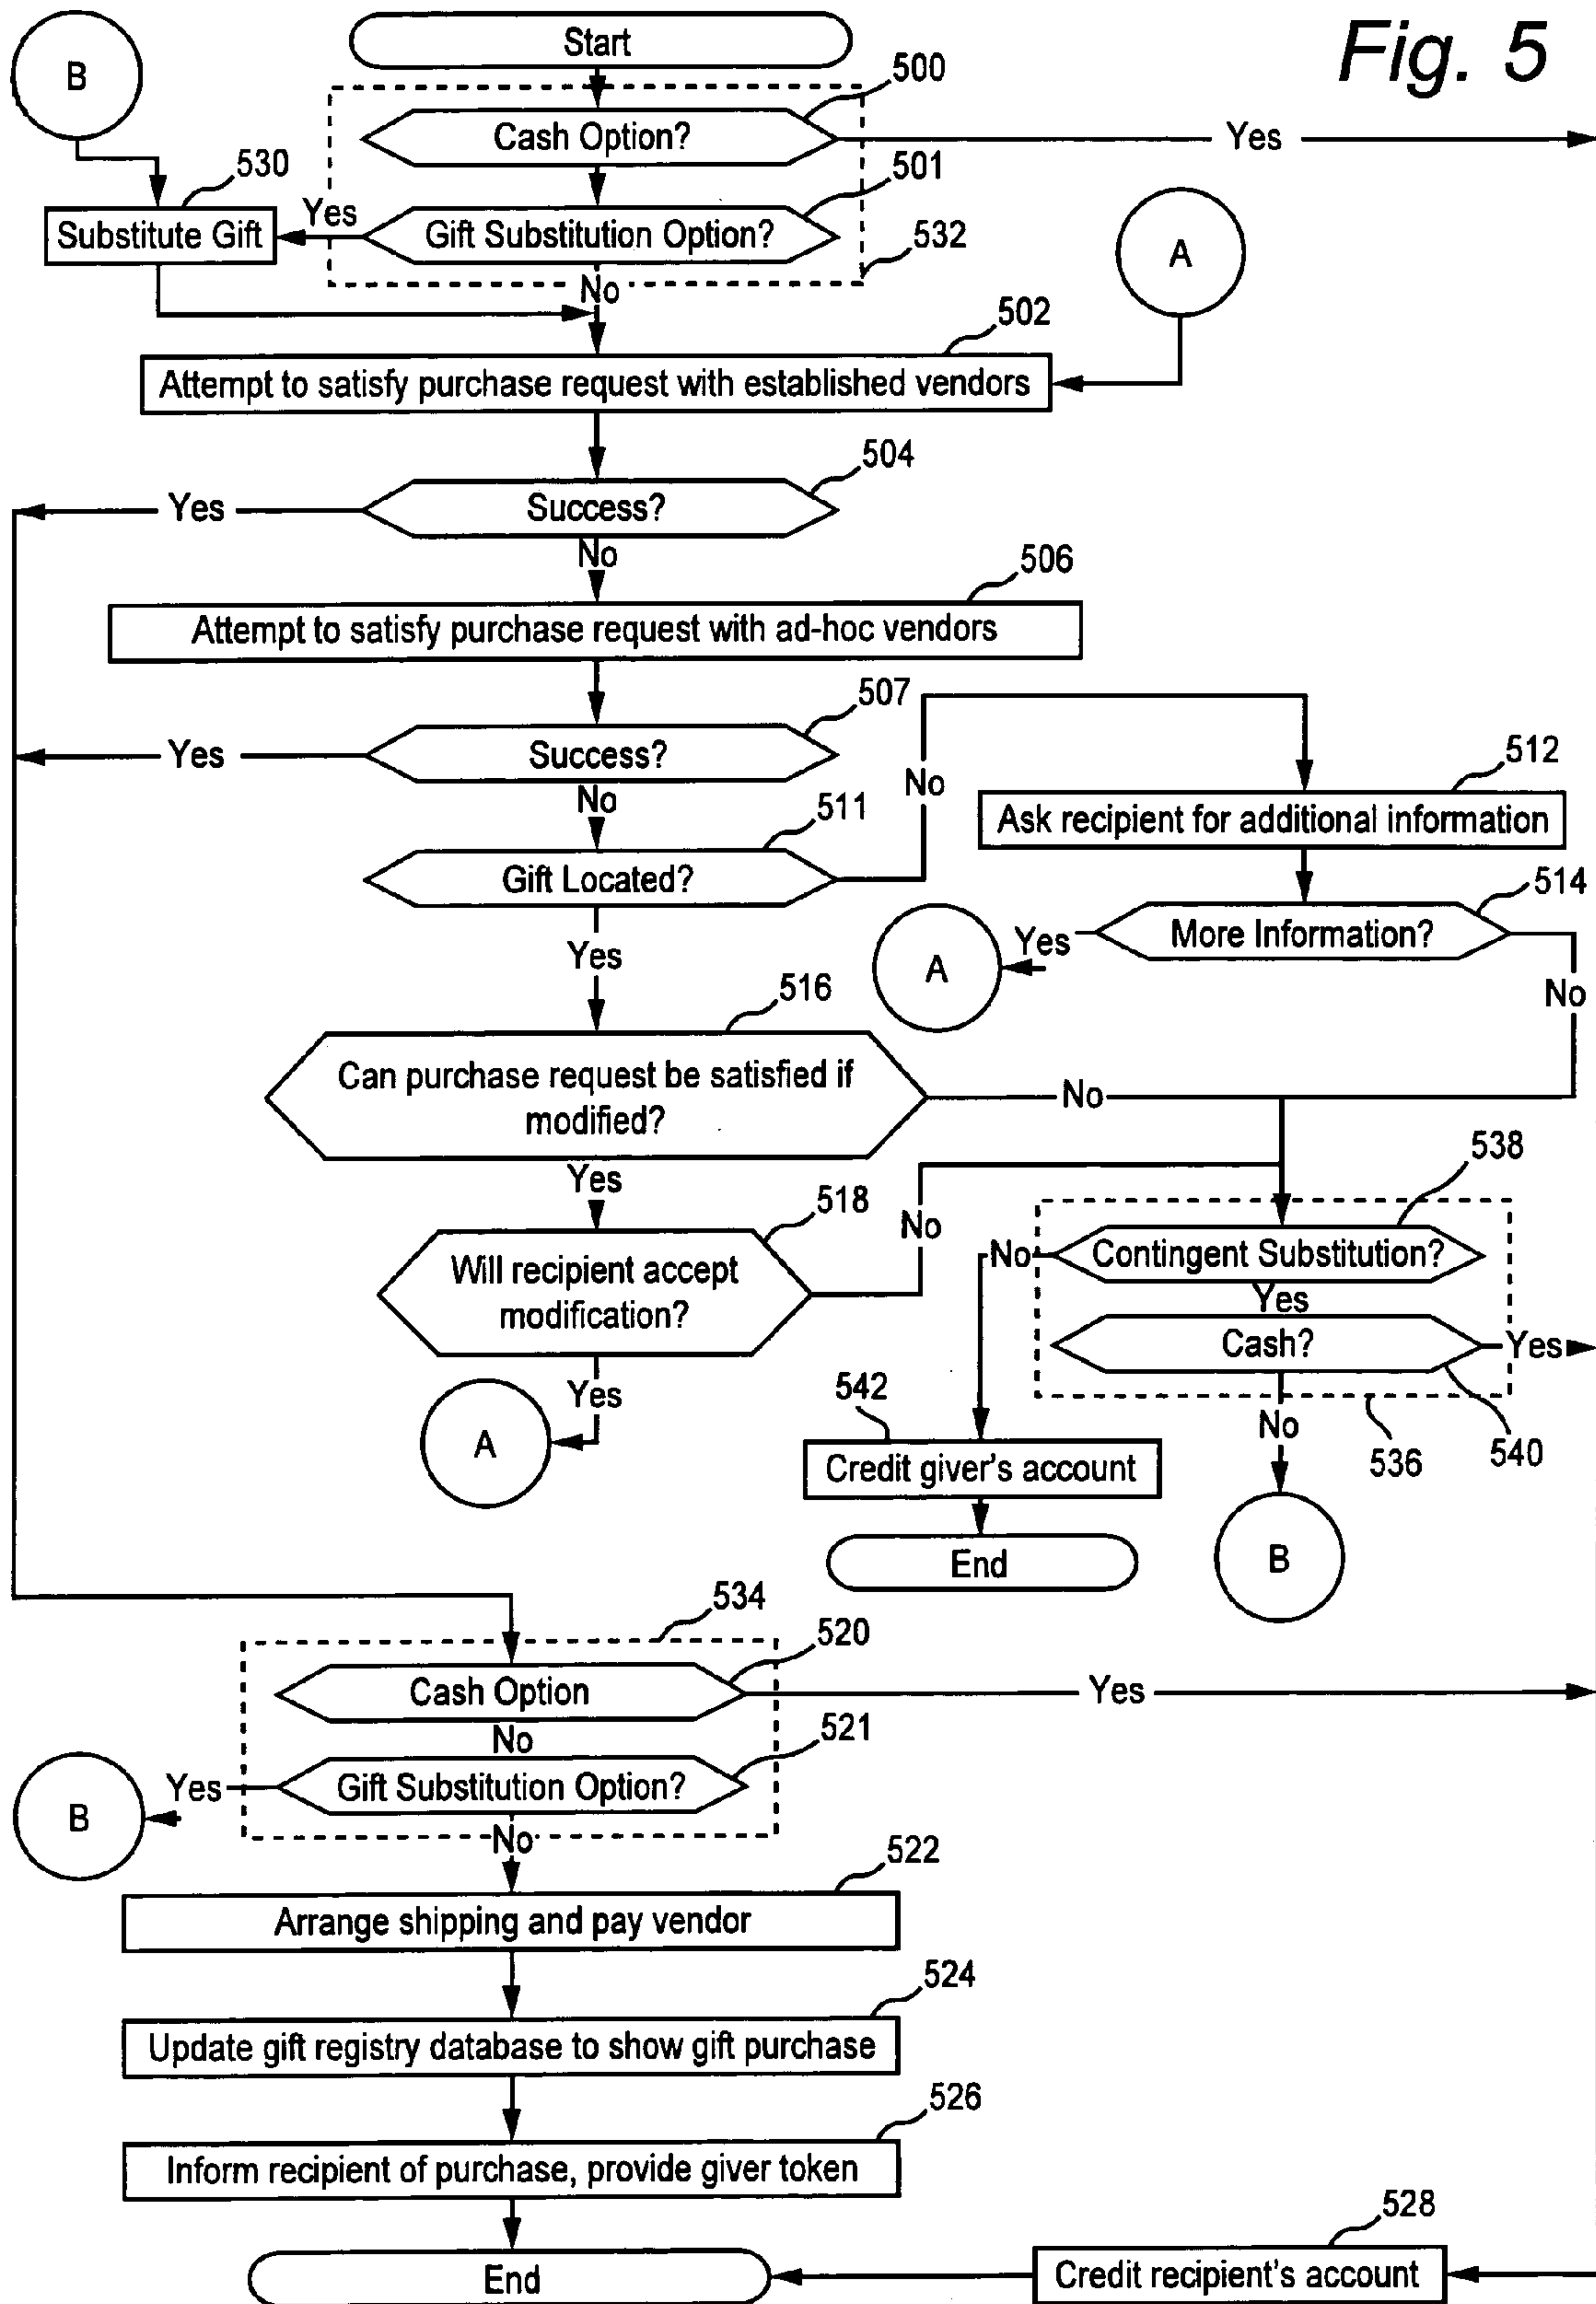 Fig. 5
B
Start
500
Cash Option?
Yes
530
501
Substitute Gift
Yes
Gift Substitution Option?
532
A
No
502
Attempt to satisfy purchase request with established vendors
504
Yes
Success?
No
506
Attempt to satisfy purchase request with ad-hoc vendors
507
Yes
Success?
No
No
512
511
Ask recipient for additional information
Gift Located?
514
Yes
More Information?
A
Yes
No
516
Can purchase request be satisfied if
modified?
No
Yes
538
518
No
No
Contingent Substitution?
Will recipient accept
modification?
Yes
Cash?
Yes
542
Yes
No
A
536
540
Credit giver's account
End
B
534
520
Cash Option
Yes
No
521
Yes
Gift Substitution Option?
B
No
522
Arrange shipping and pay vendor
524
Update gift registry database to show gift purchase
526
Inform recipient of purchase, provide giver token
528
End
Credit recipient's account